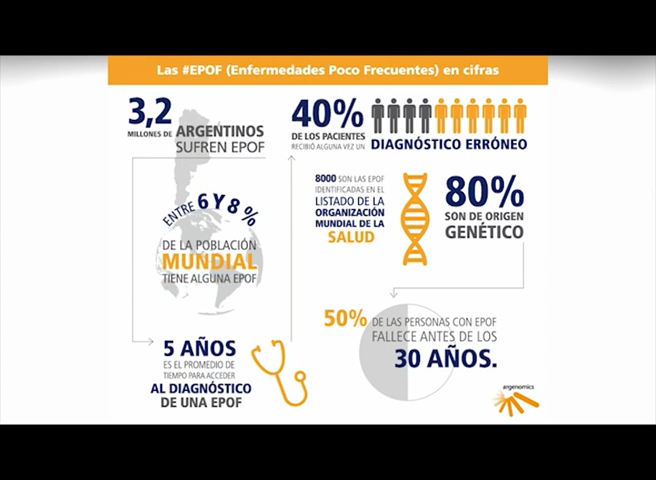 Las #EPOF (Enfermedades Poco Frecuentes) en cifras
3,2
MILLONES DE ARGENTINOS
SUFREN EPOF
40%
DE LOS PACIENTES
RECIBIÓ ALGUNA VEZ UN
DIAGNÓSTICO ERRÓNEO
ENTRE 6 Y 8 %
DE LA POBLACIÓN
MUNDIAL
TIENE ALGUNA EPOF
8000 SON LAS EPOF
IDENTIFICADAS EN EL
LISTADO DE LA
ORGANIZACIÓN
MUNDIAL DE LA
SALUD
80%
SON DE ORIGEN
GENÉTICO
5 AÑOS
ES EL PROMEDIO DE
TIEMPO PARA ACCEDER
AL DIAGNÓSTICO
DE UNA EPOF
50% DE LAS PERSONAS CON EPOF
FALLECE ANTES DE LOS
30 AÑOS.
argenomics